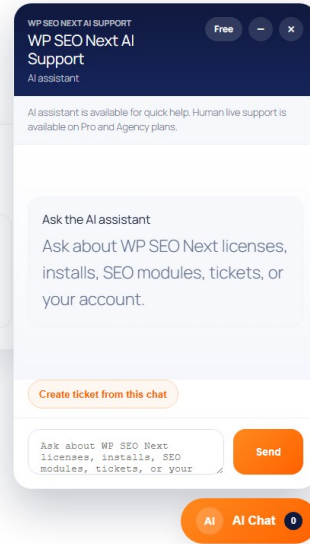 WP SEO NEXT AI SUPPORT
WP SEO Next AI
Support
AI assistant
Free
AI assistant is available for quick help. Human live support is
available on Pro and Agency plans.
Ask the AI assistant
Ask about WP SEO Next licenses,
installs, SEO modules, tickets, or
your account.
Create ticket from this chat
Ask about WP SEO Next
licenses, installs, SEO
modules, tickets, or your
Send
AI
AI Chat
0